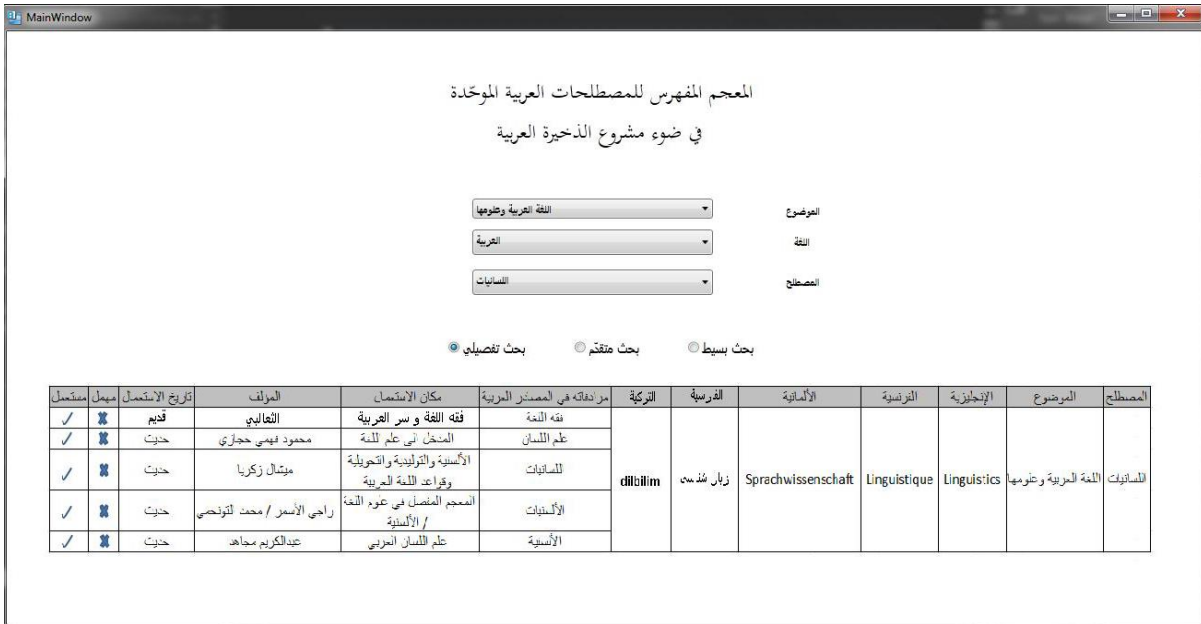 MainWindow
المعجم المفهرس للمصطلحات العربية الموحّدة
في ضوء مشروع الذخيرة العربية
الموضوع اللغة العربية وعلومها
اللغة العربية
المصطلح اللسانيات
بحث بسيط بحث متقدّم بحث تفصيلي
المصطلح الموضوع الإنجليزية الفرنسية الألمانية الفرسية التركية مرادفاته في المصادر العربية مكان الاستعمال المؤلف تاريخ الاستعمال مهمل مستعمل
اللسانيات اللغة العربية وعلومها Linguistics Linguistique Sprachwissenschaft زبان dilbilim
فقه اللغة فقه اللغة و سر العربية الثعالبي قديم
علم اللسان المدخل الى علم اللغة محمود فهمي حجازي حديث
اللسانيات الألسنية والتوليدية والتحويلية
وقواعد اللغة العربية ميشال زكريا حديث
الألسنيات المعجم المفصل في علوم اللغة
/ الألسنية راجي الأسمر / محمد التونجي حديث
الألسنية علم اللسان العربي عبدالكريم مجاهد حديث